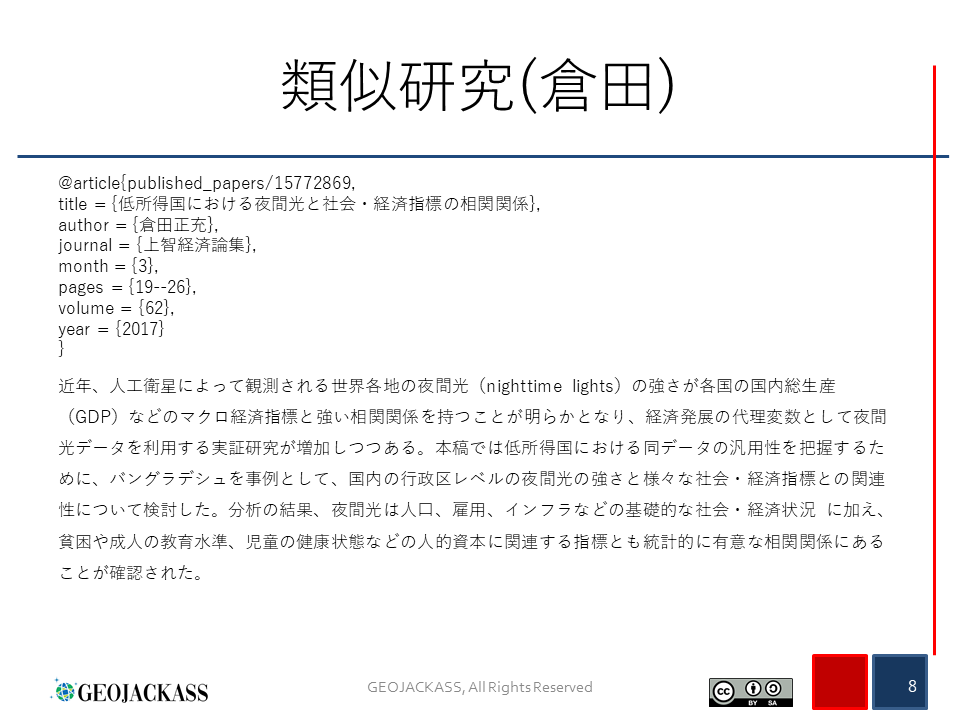 類似研究(倉田)
@article{published_papers/15772869,
title = {低所得国における夜間光と社会・経済指標の相関関係},
author = {倉田正充},
journal = {上智経済論集},
month = {3},
pages = {19--26},
volume = {62},
year = {2017}
}
近年、人工衛星によって観測される世界各地の夜間光（nighttime lights）の強さが各国の国内総生産
（GDP）などのマクロ経済指標と強い相関関係を持つことが明らかとなり、経済発展の代理変数として夜間
光データを利用する実証研究が増加しつつある。本稿では低所得国における同データの汎用性を把握するた
めに、バングラデシュを事例として、国内の行政区レベルの夜間光の強さと様々な社会・経済指標との関連
性について検討した。分析の結果、夜間光は人口、雇用、インフラなどの基礎的な社会・経済状況 に加え、
貧困や成人の教育水準、児童の健康状態などの人的資本に関連する指標とも統計的に有意な相関関係にある
ことが確認された。
GEOJACKASS
GEOJACKASS, All Rights Reserved
cc BY SA
8